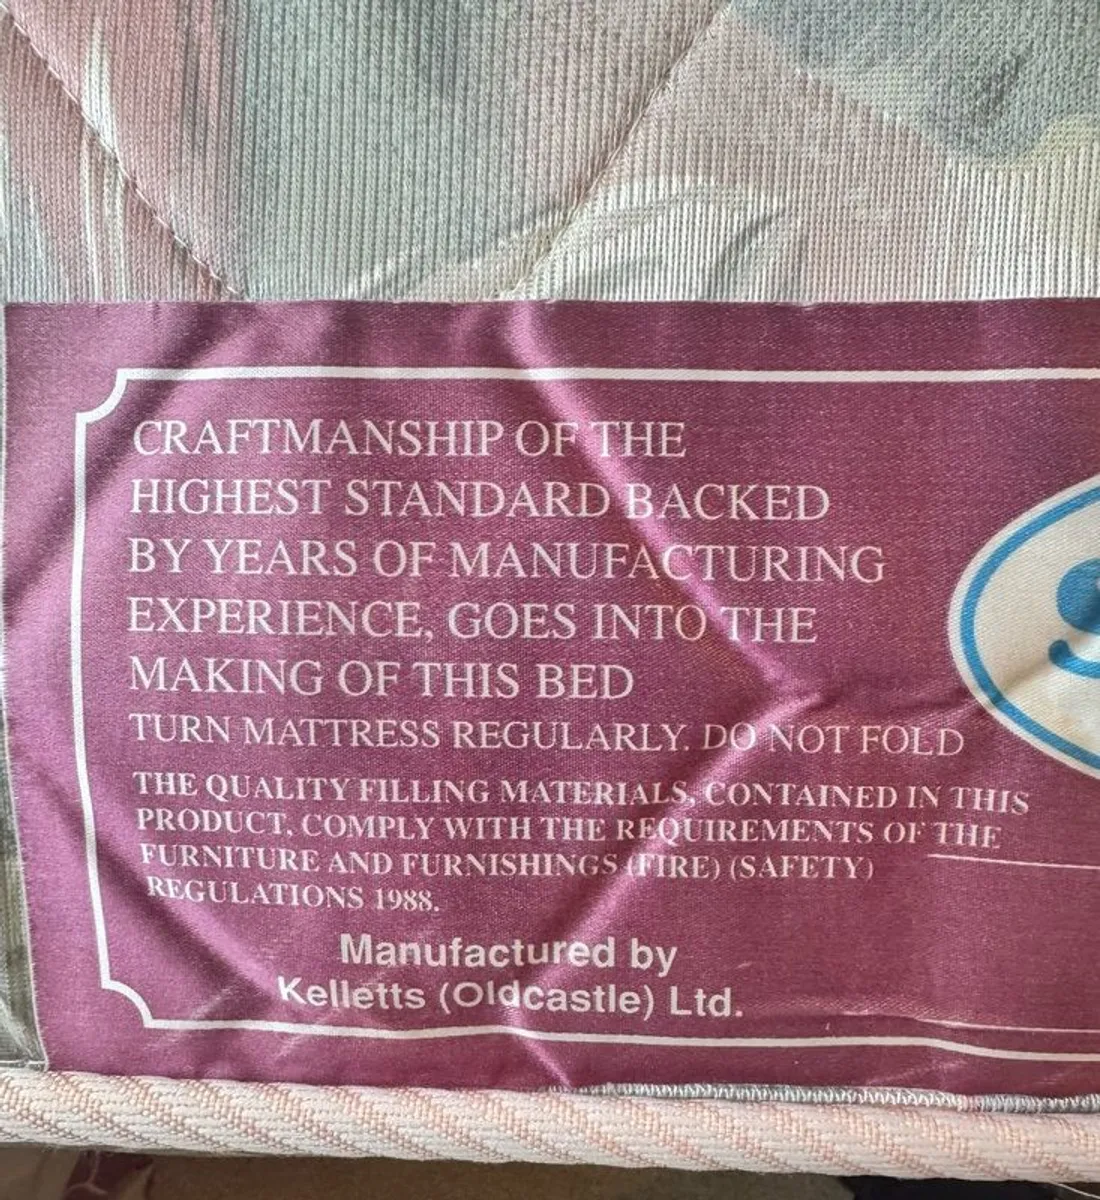 CRAFTMANSHIP OF THE
HIGHEST STANDARD BACKED
BY YEARS OF MANUFACTURING
EXPERIENCE, GOES INTO THE
MAKING OF THIS BED
TURN MATTRESS REGULARLY. DO NOT FOLD
THE QUALITY FILLING MATERIALS, CONTAINED IN THIS
PRODUCT. COMPLY WITH THE REQUIREMENTS OF THE
FURNITURE AND FURNISHINGS (FIRE) (SAFETY)
REGULATIONS 1988.
Manufactured by
Kelletts (Oldcastle) Ltd.